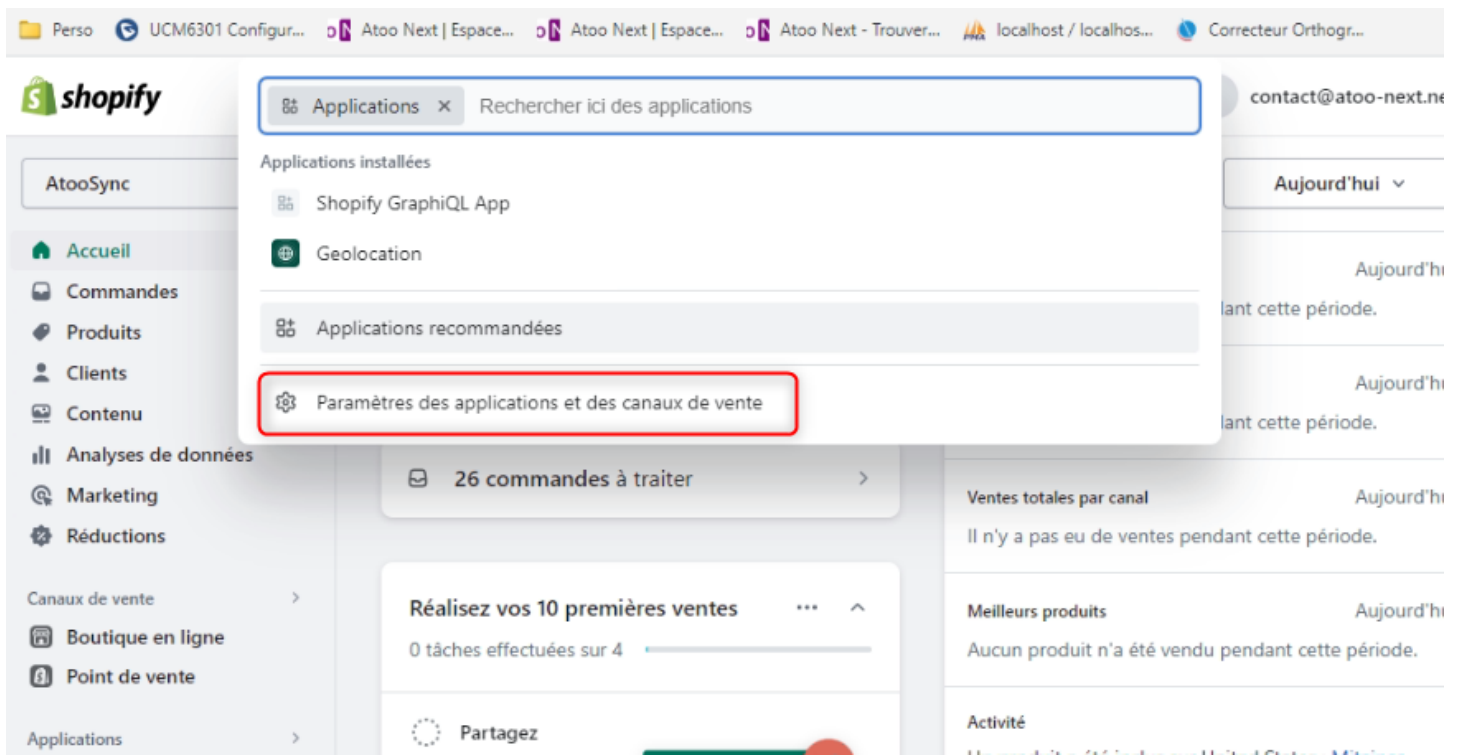 Perso UCM6301 Configur... Atoo Next | Espace... Atoo Next | Espace... Atoo Next - Trouver... localhost / localhos... Correcteur Orthogr...
shopify
Applications × Rechercher ici des applications
contact@atoo-next.ne
Applications installées
Shopify GraphiQL App
Geolocation
Applications recommandées
Paramètres des applications et des canaux de vente
AtooSync
Aujourd'hui
Accueil
Commandes
Produits
Clients
Contenu
Analyses de données
Marketing
Réductions
Canaux de vente
Boutique en ligne
Point de vente
Applications
26 commandes à traiter
Réalisez vos 10 premières ventes
0 tâches effectuées sur 4
Partagez
Aujourd'hu
cette période.
Aujourd'hu
cette période.
Ventes totales par canal Aujourd'hu
Il n'y a pas eu de ventes pendant cette période.
Meilleurs produits Aujourd'hu
Aucun produit n'a été vendu pendant cette période.
Activité